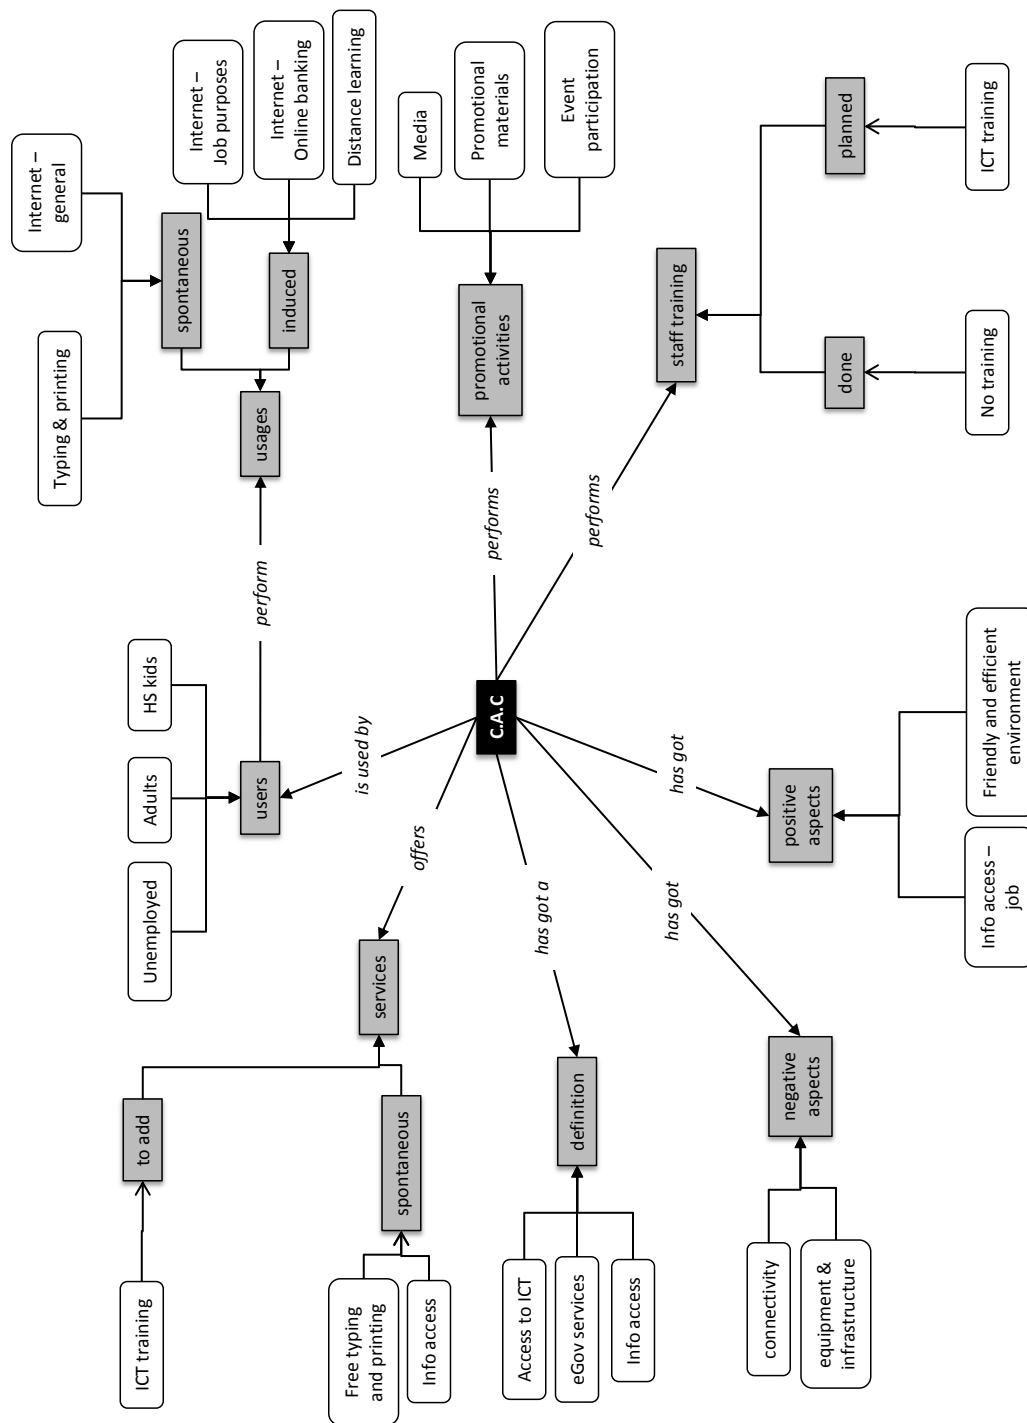 ICT training
to add
Free typing
and printing
Info access
spontaneous
services
offers
Unemployed
Adults
HS kids
users
is used by
perform
usages
Typing & printing
Internet –
general
spontaneous
induced
Internet –
Job purposes
Internet –
Online banking
Distance learning
C.A.C
Access to ICT
eGov services
Info access
definition
has got a
performs
promotional
activities
Media
Promotional
materials
Event
participation
connectivity
equipment &
infrastructure
negative
aspects
has got
has got
positive
aspects
Info access –
job
Friendly and efficient
environment
performs
staff training
done
planned
No training
ICT training